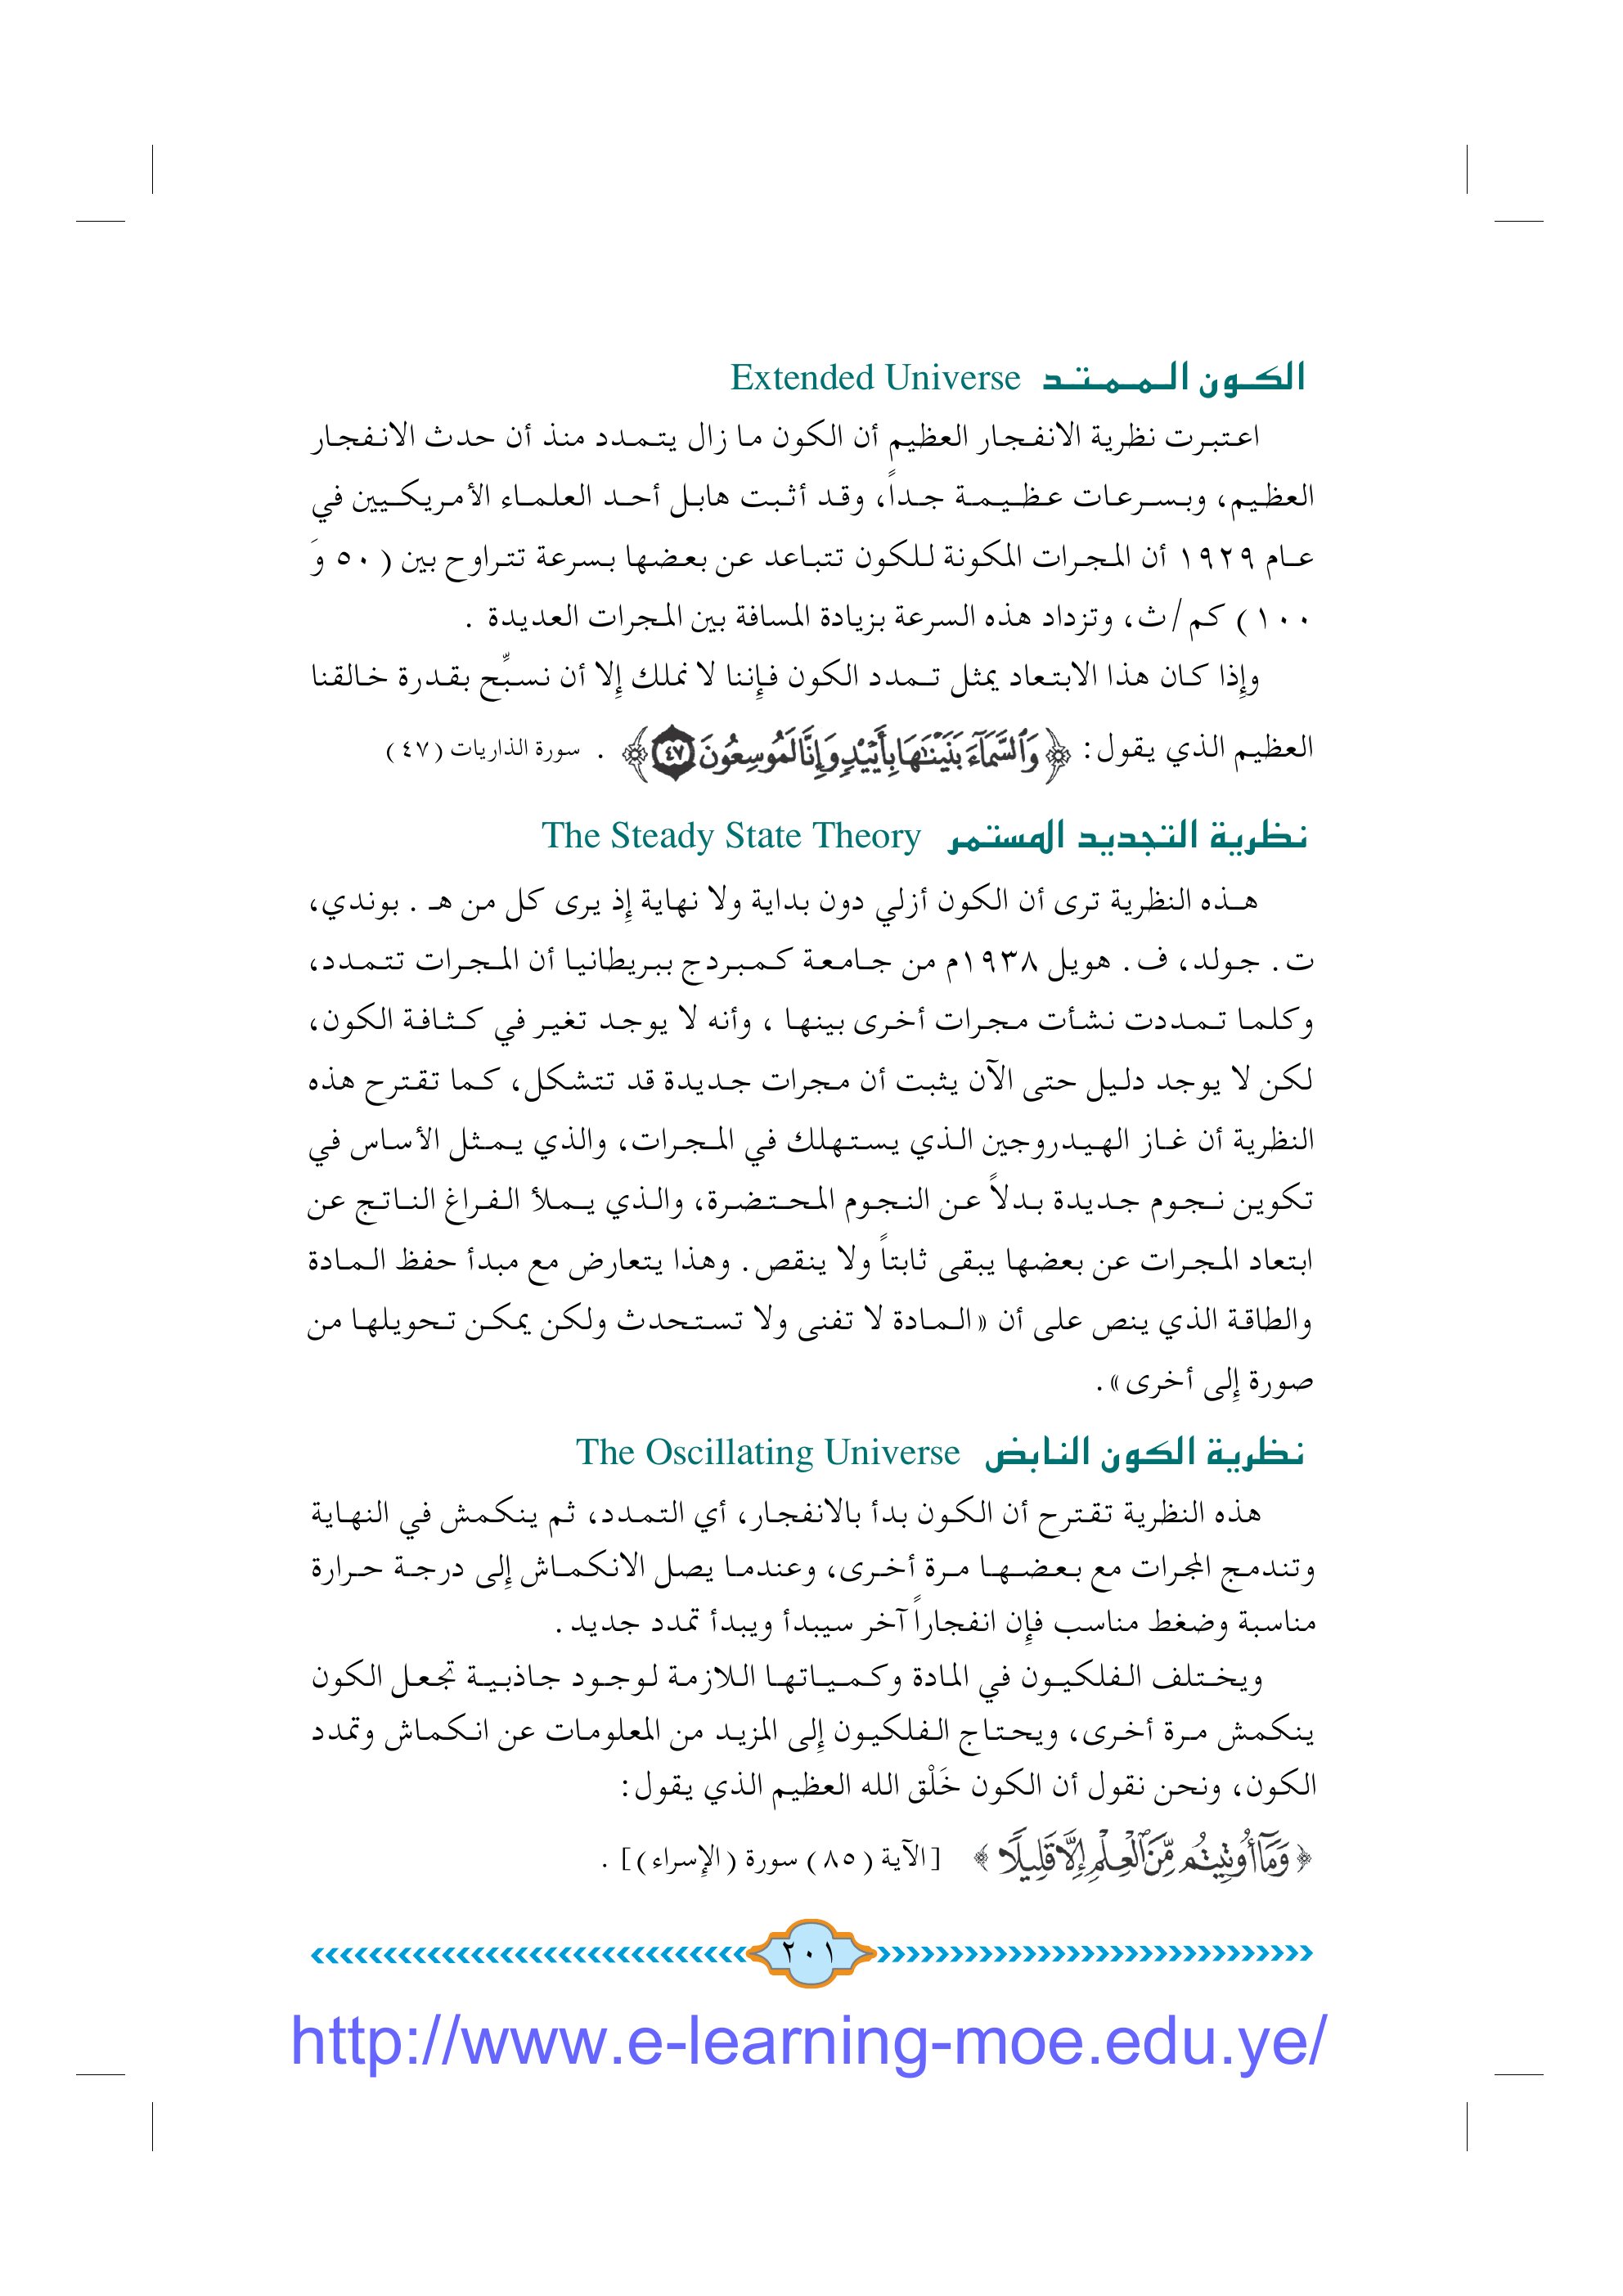 الكون الممتد Extended Universe
اعتبرت نظرية الانفجار العظيم أن الكون ما زال يتمدد منذ أن حدث الانفجار
العظيم، وبسرعات عظيمة جداً، وقد أثبت هابل أحد العلماء الأمريكيين في
عام ١٩٢٩ أن المجرات المكونة للكون تتباعد عن بعضها بسرعة تتراوح بين ( ٥٠ وَ
١٠٠ ) كم/ث، وتزداد هذه السرعة بزيادة المسافة بين المجرات العديدة .
وإذا كان هذا الابتعاد يمثل تمدد الكون فإننا لا نملك إلا أن نسبِّح بقدرة خالقنا
العظيم الذي يقول: ﴿ وَٱلسَّمَآءَ بَنَيْنَٰهَا بِأَيْي۟دٍ وَإِنَّا لَمُوسِعُونَ ٤٧ ﴾ . سورة الذاريات ( ٤٧ )
نظرية التجديد المستمر The Steady State Theory
هذه النظرية ترى أن الكون أزلي دون بداية ولا نهاية إذ يرى كل من هـ . بوندي،
ت. جولد، ف. هويل ١٩٣٨م من جامعة كمبردج ببريطانيا أن المجرات تتمدد،
وكلما تمددت نشأت مجرات أخرى بينها ، وأنه لا يوجد تغير في كثافة الكون،
لكن لا يوجد دليل حتى الآن يثبت أن مجرات جديدة قد تتشكل، كما تقترح هذه
النظرية أن غاز الهيدروجين الذي يستهلك في المجرات، والذي يمثل الأساس في
تكوين نجوم جديدة بدلاً عن النجوم المحتضرة، والذي يملأ الفراغ الناتج عن
ابتعاد المجرات عن بعضها يبقى ثابتاً ولا ينقص. وهذا يتعارض مع مبدأ حفظ المادة
والطاقة الذي ينص على أن «المادة لا تفنى ولا تستحدث ولكن يمكن تحويلها من
صورة إلى أخرى».
نظرية الكون النابض The Oscillating Universe
هذه النظرية تقترح أن الكون بدأ بالانفجار، أي التمدد، ثم ينكمش في النهاية
وتندمج المجرات مع بعضها مرة أخرى، وعندما يصل الانكماش إلى درجة حرارة
مناسبة وضغط مناسب فإن انفجاراً آخر سيبدأ ويبدأ تمدد جديد .
ويختلف الفلكيون في المادة وكمياتها اللازمة لوجود جاذبية تجعل الكون
ينكمش مرة أخرى، ويحتاج الفلكيون إلى المزيد من المعلومات عن انكماش وتمدد
الكون، ونحن نقول أن الكون خَلْق الله العظيم الذي يقول:
﴿ وَمَآ أُوتِيتُم مِّنَ ٱلْعِلْمِ إِلَّا قَلِيلًا ﴾ [ الآية ( ٨٥ ) سورة ( الإسراء ) ] .
٢٠١
http://www.e-learning-moe.edu.ye/